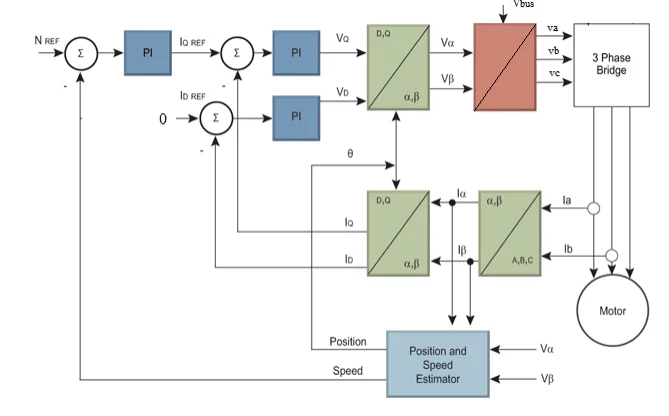 Vbus
N REF
Σ
PI
IQ REF
Σ
PI
VQ
D,Q
α,β
Vα
Vβ
va
vb
vc
3 Phase
Bridge
-
-
ID REF
0
Σ
PI
VD
-
θ
D,Q
α,β
IQ
ID
Iα
Iβ
α,β
A,B,C
Ia
Ib
Motor
Position
Speed
Position and
Speed
Estimator
Vα
Vβ